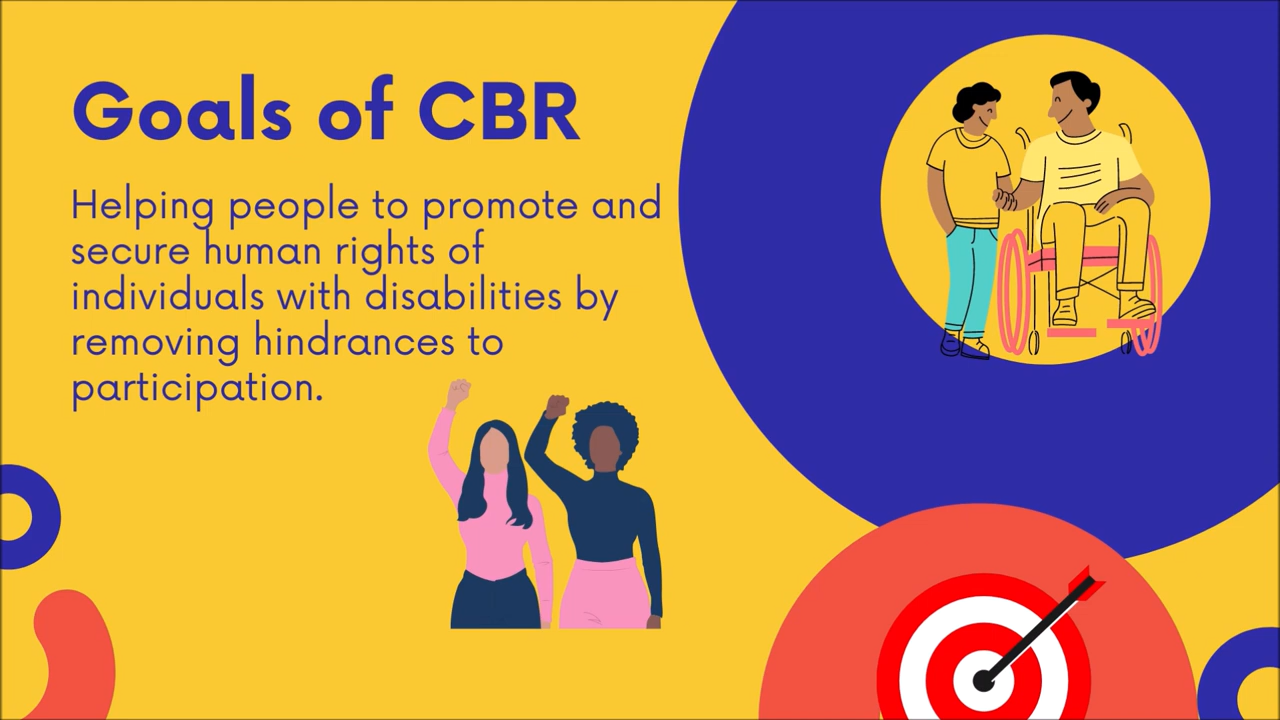 Goals of CBR
Helping people to promote and
secure human rights of
individuals with disabilities by
removing hindrances to
participation.